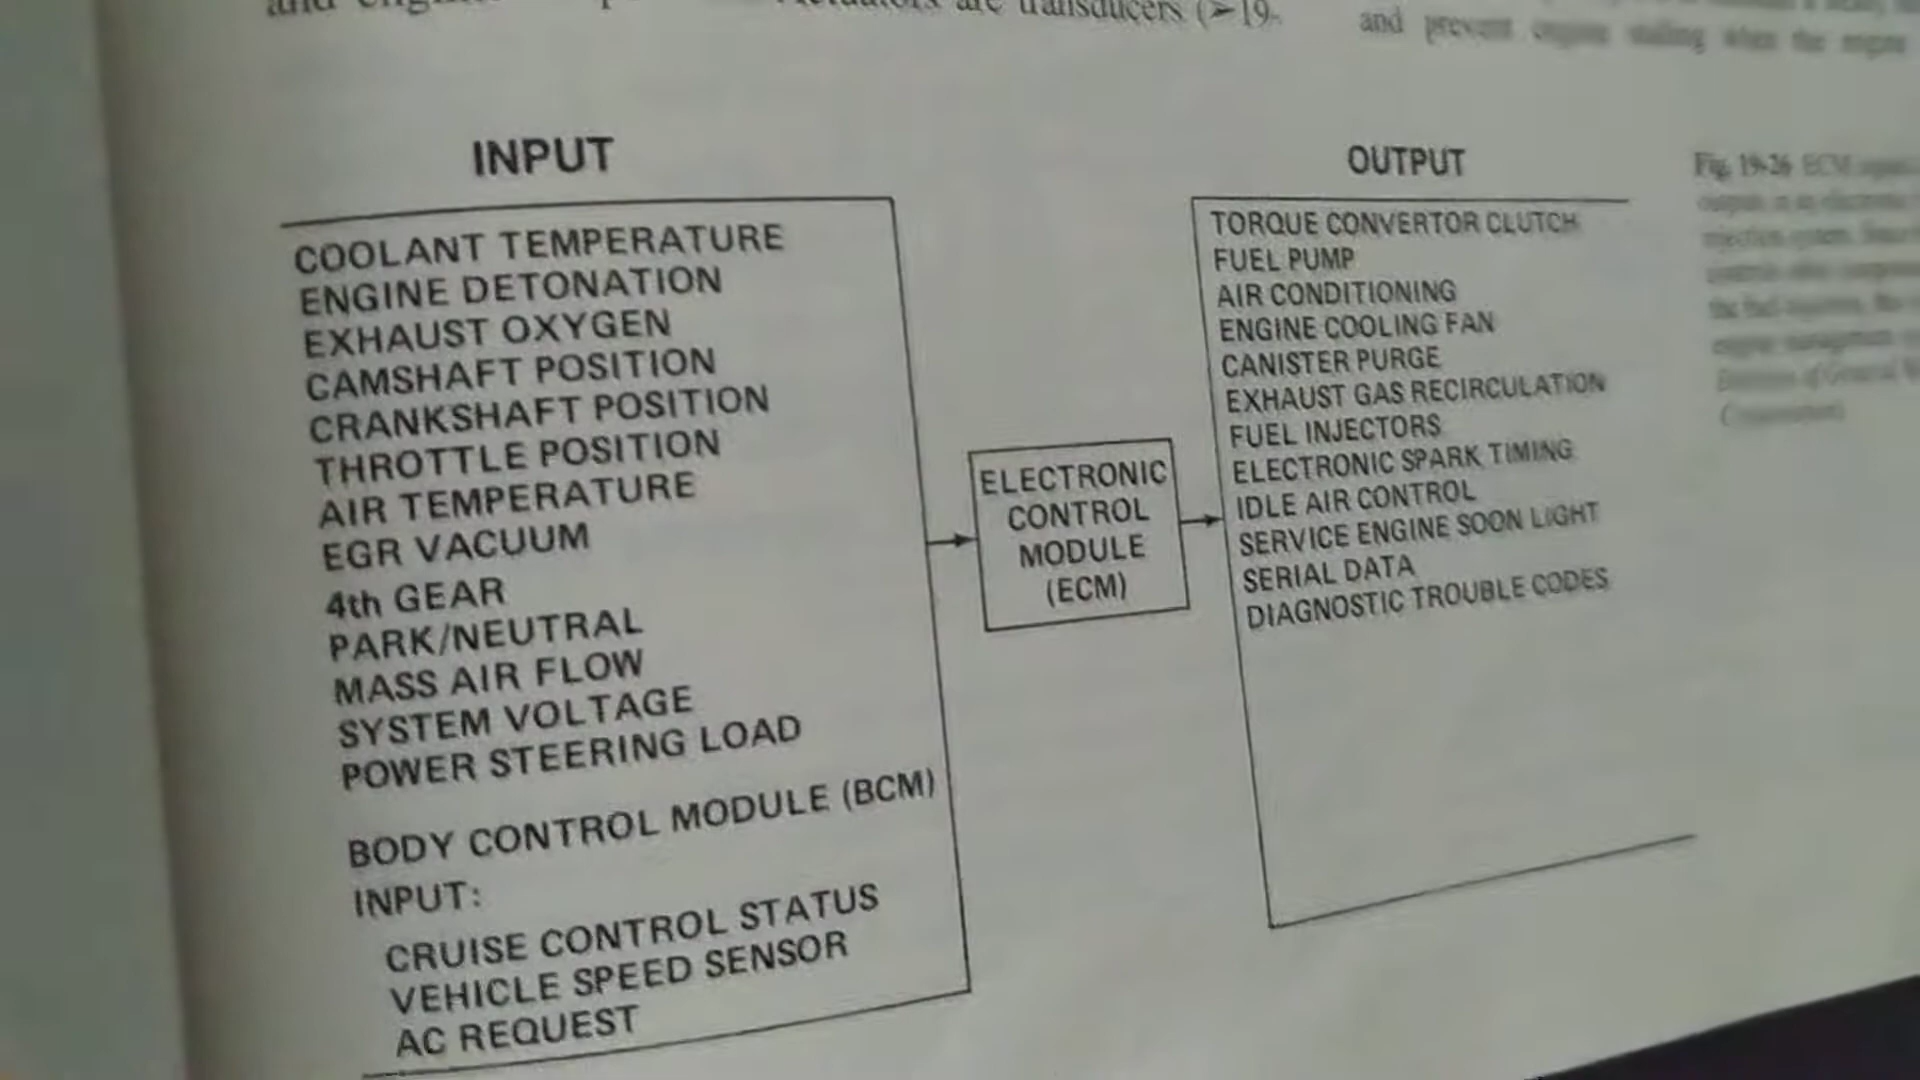 Actuators are transducers (➤19-
and prevent engine stalling when the engine
INPUT
COOLANT TEMPERATURE
ENGINE DETONATION
EXHAUST OXYGEN
CAMSHAFT POSITION
CRANKSHAFT POSITION
THROTTLE POSITION
AIR TEMPERATURE
EGR VACUUM
4th GEAR
PARK/NEUTRAL
MASS AIR FLOW
SYSTEM VOLTAGE
POWER STEERING LOAD
BODY CONTROL MODULE (BCM)
INPUT:
CRUISE CONTROL STATUS
VEHICLE SPEED SENSOR
AC REQUEST
ELECTRONIC
CONTROL
MODULE
(ECM)
OUTPUT
TORQUE CONVERTOR CLUTCH
FUEL PUMP
AIR CONDITIONING
ENGINE COOLING FAN
CANISTER PURGE
EXHAUST GAS RECIRCULATION
FUEL INJECTORS
ELECTRONIC SPARK TIMING
IDLE AIR CONTROL
SERVICE ENGINE SOON LIGHT
SERIAL DATA
DIAGNOSTIC TROUBLE CODES
Fig. 19-26 ECM